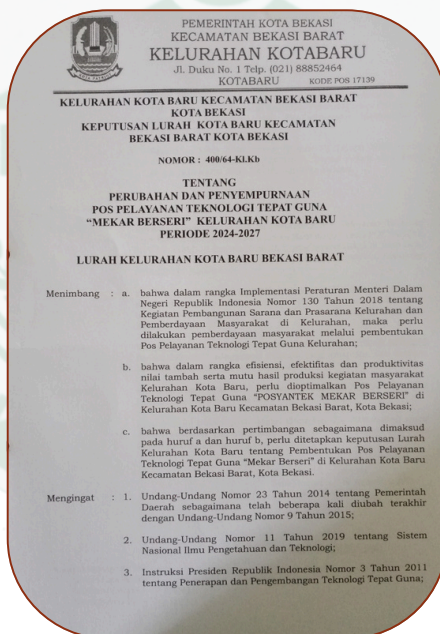 PEMERINTAH KOTA BEKASI
KECAMATAN BEKASI BARAT
KELURAHAN KOTABARU
Jl. Duku No. 1 Telp. (021) 88852464
KOTABARU KODE POS 17139
KELURAHAN KOTA BARU KECAMATAN BEKASI BARAT
KOTA BEKASI
KEPUTUSAN LURAH KOTA BARU KECAMATAN
BEKASI BARAT KOTA BEKASI
NOMOR : 400/64-Kl.Kb
TENTANG
PERUBAHAN DAN PENYEMPURNAAN
POS PELAYANAN TEKNOLOGI TEPAT GUNA
“MEKAR BERSERI” KELURAHAN KOTA BARU
PERIODE 2024-2027
LURAH KELURAHAN KOTA BARU BEKASI BARAT
Menimbang : a. bahwa dalam rangka Implementasi Peraturan Menteri Dalam
Negeri Republik Indonesia Nomor 130 Tahun 2018 tentang
Kegiatan Pembangunan Sarana dan Prasarana Kelurahan dan
Pemberdayaan Masyarakat di Kelurahan, maka perlu
dilakukan pemberdayaan masyarakat melalui pembentukan
Pos Pelayanan Teknologi Tepat Guna Kelurahan;
b. bahwa dalam rangka efisiensi, efektifitas dan produktivitas
nilai tambah serta mutu hasil produksi kegiatan masyarakat
Kelurahan Kota Baru, perlu dioptimalkan Pos Pelayanan
Teknologi Tepat Guna “POSYANTEK MEKAR BERSERI” di
Kelurahan Kota Baru Kecamatan Bekasi Barat, Kota Bekasi;
c. bahwa berdasarkan pertimbangan sebagaimana dimaksud
pada huruf a dan huruf b, perlu ditetapkan keputusan Lurah
Kelurahan Kota Baru tentang Pembentukan Pos Pelayanan
Teknologi Tepat Guna “Mekar Berseri” di Kelurahan Kota Baru
Kecamatan Bekasi Barat, Kota Bekasi.
Mengingat : 1. Undang-Undang Nomor 23 Tahun 2014 tentang Pemerintah
Daerah sebagaimana telah beberapa kali diubah terakhir
dengan Undang-Undang Nomor 9 Tahun 2015;
2. Undang-Undang Nomor 11 Tahun 2019 tentang Sistem
Nasional Ilmu Pengetahuan dan Teknologi;
3. Instruksi Presiden Republik Indonesia Nomor 3 Tahun 2011
tentang Penerapan dan Pengembangan Teknologi Tepat Guna;